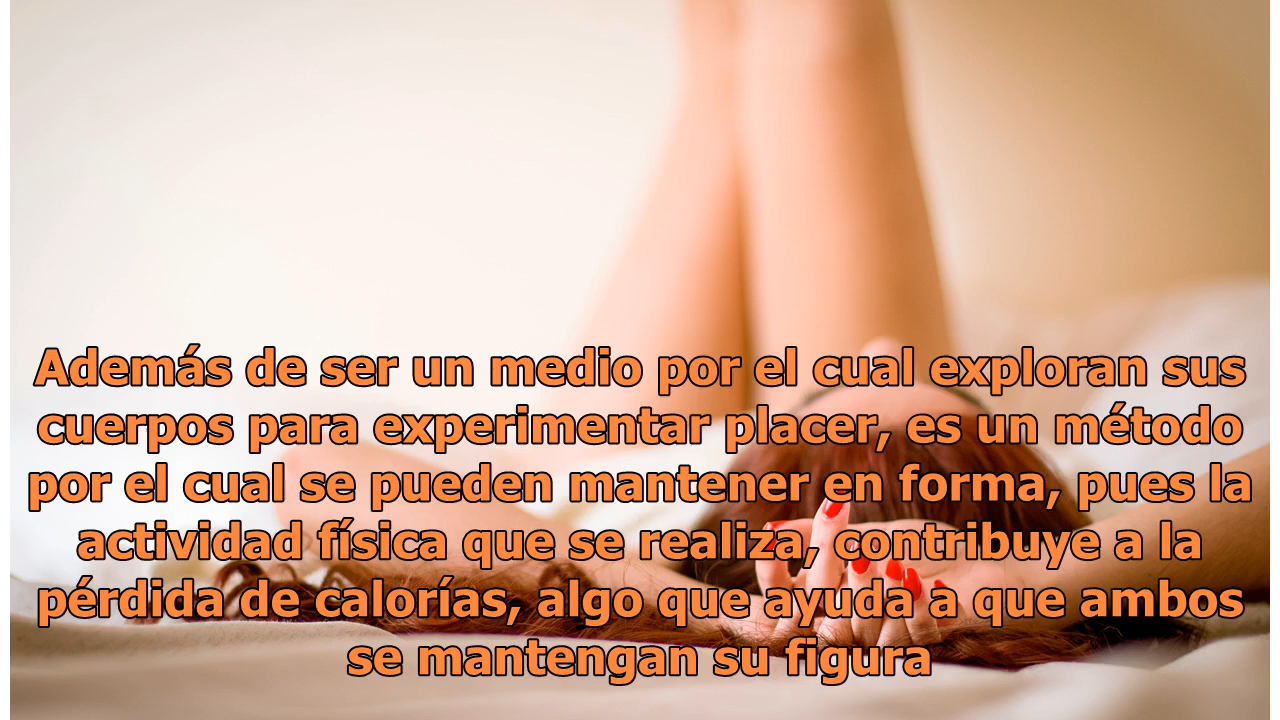 Además de ser un medio por el cual exploran sus
cuerpos para experimentar placer, es un método
por el cual se pueden mantener en forma, pues la
actividad física que se realiza, contribuye a la
pérdida de calorías, algo que ayuda a que ambos
se mantengan su figura